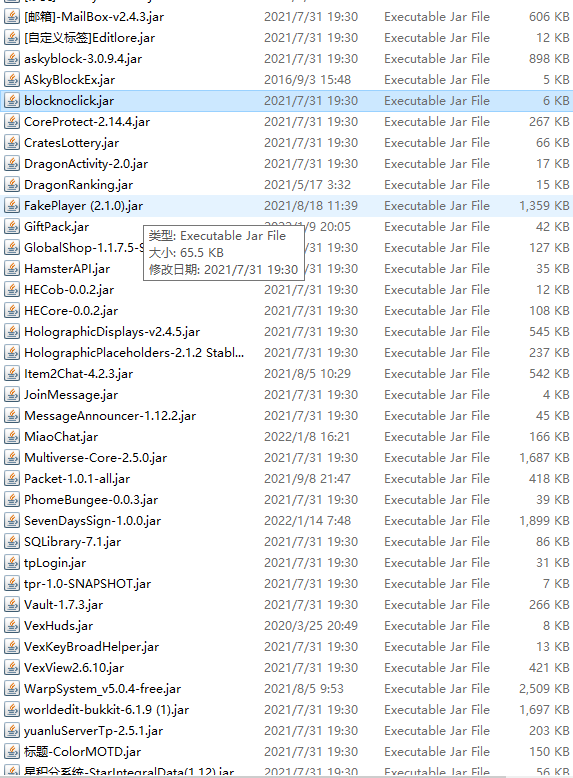 [邮箱]-MailBox-v2.4.3.jar 2021/7/31 19:30 Executable Jar File 606 KB
[自定义标签]Editlore.jar 2021/7/31 19:30 Executable Jar File 12 KB
askyblock-3.0.9.4.jar 2021/7/31 19:30 Executable Jar File 898 KB
ASkyBlockEx.jar 2016/9/3 15:48 Executable Jar File 5 KB
blocknoclick.jar 2021/7/31 19:30 Executable Jar File 6 KB
CoreProtect-2.14.4.jar 2021/7/31 19:30 Executable Jar File 267 KB
CratesLottery.jar 2021/7/31 19:30 Executable Jar File 66 KB
DragonActivity-2.0.jar 2021/7/31 19:30 Executable Jar File 17 KB
DragonRanking.jar 2021/5/17 3:32 Executable Jar File 15 KB
FakePlayer (2.1.0).jar 2021/8/18 11:39 Executable Jar File 1,359 KB
GiftPack.jar /1/9 20:05 Executable Jar File 42 KB
GlobalShop-1.1.7.5-S /7/31 19:30 Executable Jar File 127 KB
类型: Executable Jar File
大小: 65.5 KB
修改日期: 2021/7/31 19:30
HamsterAPI.jar /7/31 19:30 Executable Jar File 35 KB
HECob-0.0.2.jar 2021/7/31 19:30 Executable Jar File 12 KB
HECore-0.0.2.jar 2021/7/31 19:30 Executable Jar File 108 KB
HolographicDisplays-v2.4.5.jar 2021/7/31 19:30 Executable Jar File 545 KB
HolographicPlaceholders-2.1.2 Stabl... 2021/7/31 19:30 Executable Jar File 237 KB
Item2Chat-4.2.3.jar 2021/8/5 10:29 Executable Jar File 542 KB
JoinMessage.jar 2021/7/31 19:30 Executable Jar File 4 KB
MessageAnnouncer-1.12.2.jar 2021/7/31 19:30 Executable Jar File 45 KB
MiaoChat.jar 2022/1/8 16:21 Executable Jar File 166 KB
Multiverse-Core-2.5.0.jar 2021/7/31 19:30 Executable Jar File 1,687 KB
Packet-1.0.1-all.jar 2021/9/8 21:47 Executable Jar File 418 KB
PhomeBungee-0.0.3.jar 2021/7/31 19:30 Executable Jar File 39 KB
SevenDaysSign-1.0.0.jar 2022/1/14 7:48 Executable Jar File 1,899 KB
SQLibrary-7.1.jar 2021/7/31 19:30 Executable Jar File 86 KB
tpLogin.jar 2021/7/31 19:30 Executable Jar File 31 KB
tpr-1.0-SNAPSHOT.jar 2021/7/31 19:30 Executable Jar File 7 KB
Vault-1.7.3.jar 2021/7/31 19:30 Executable Jar File 266 KB
VexHuds.jar 2020/3/25 20:49 Executable Jar File 8 KB
VexKeyBroadHelper.jar 2021/7/31 19:30 Executable Jar File 13 KB
VexView2.6.10.jar 2021/7/31 19:30 Executable Jar File 421 KB
WarpSystem_v5.0.4-free.jar 2021/8/5 9:53 Executable Jar File 2,509 KB
worldedit-bukkit-6.1.9 (1).jar 2021/7/31 19:30 Executable Jar File 1,697 KB
yuanluServerTp-2.5.1.jar 2021/7/31 19:30 Executable Jar File 203 KB
标题-ColorMOTD.jar 2021/7/31 19:30 Executable Jar File 150 KB
星积分系统-StarIntegralData(1.12).jar 2021/7/31 19:30 Executable Jar File 56 KB